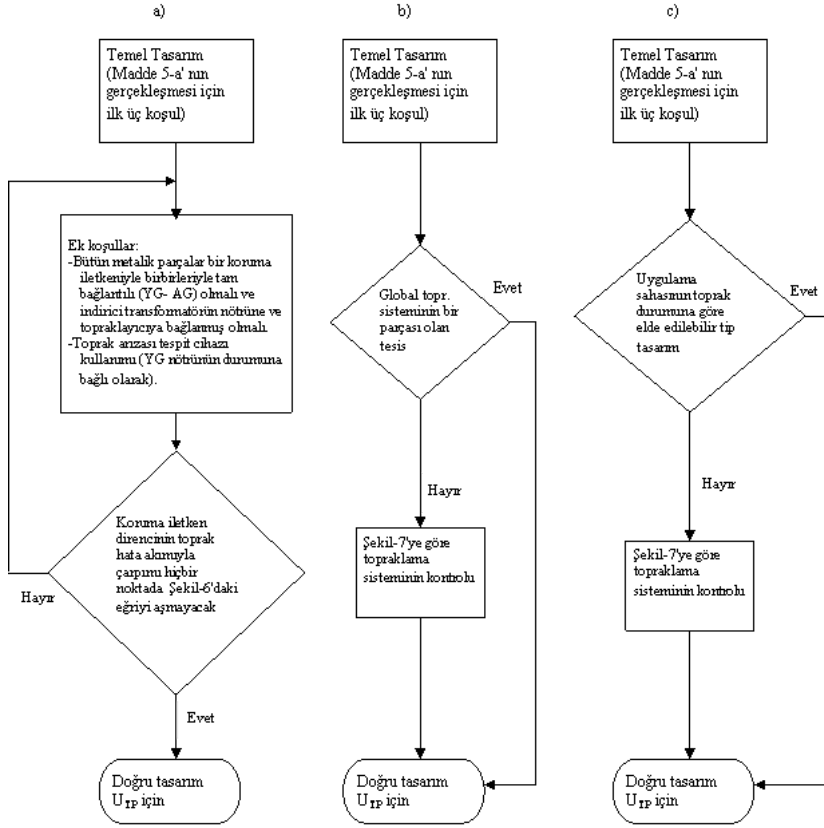 a)
Temel Tasarım
(Madde 5-a' nın
gerçekleşmesi için
ilk üç koşul)
Ek koşullar:
-Bütün metalik parçalar bir koruma
iletkeniyle birbirleriyle tam
bağlantılı (YG- AG) olmalı ve
indirici transformatörün nötrüne ve
topraklayıcıya bağlanmış olmalı.
-Toprak arızası tespit cihazı
kullanımı (YG nötrünün durumuna
bağlı olarak).
Koruma iletken
direncinin toprak
hata akımıyla
çarpımı hiçbir
noktada Şekil-6'daki
eğriyi aşmayacak
Hayır
Evet
Doğru tasarım
UTP için
b)
Temel Tasarım
(Madde 5-a' nın
gerçekleşmesi için
ilk üç koşul)
Global topr.
sisteminin bir
parçası olan
tesis
Evet
Hayır
Şekil-7'ye göre
topraklama
sisteminin kontrolu
Doğru tasarım
UTP için
c)
Temel Tasarım
(Madde 5-a' nın
gerçekleşmesi için
ilk üç koşul)
Uygulama
sahasının toprak
durumuna göre
elde edilebilir tip
tasarım
Evet
Hayır
Şekil-7'ye göre
topraklama
sisteminin kontrolu
Doğru tasarım
UTP için